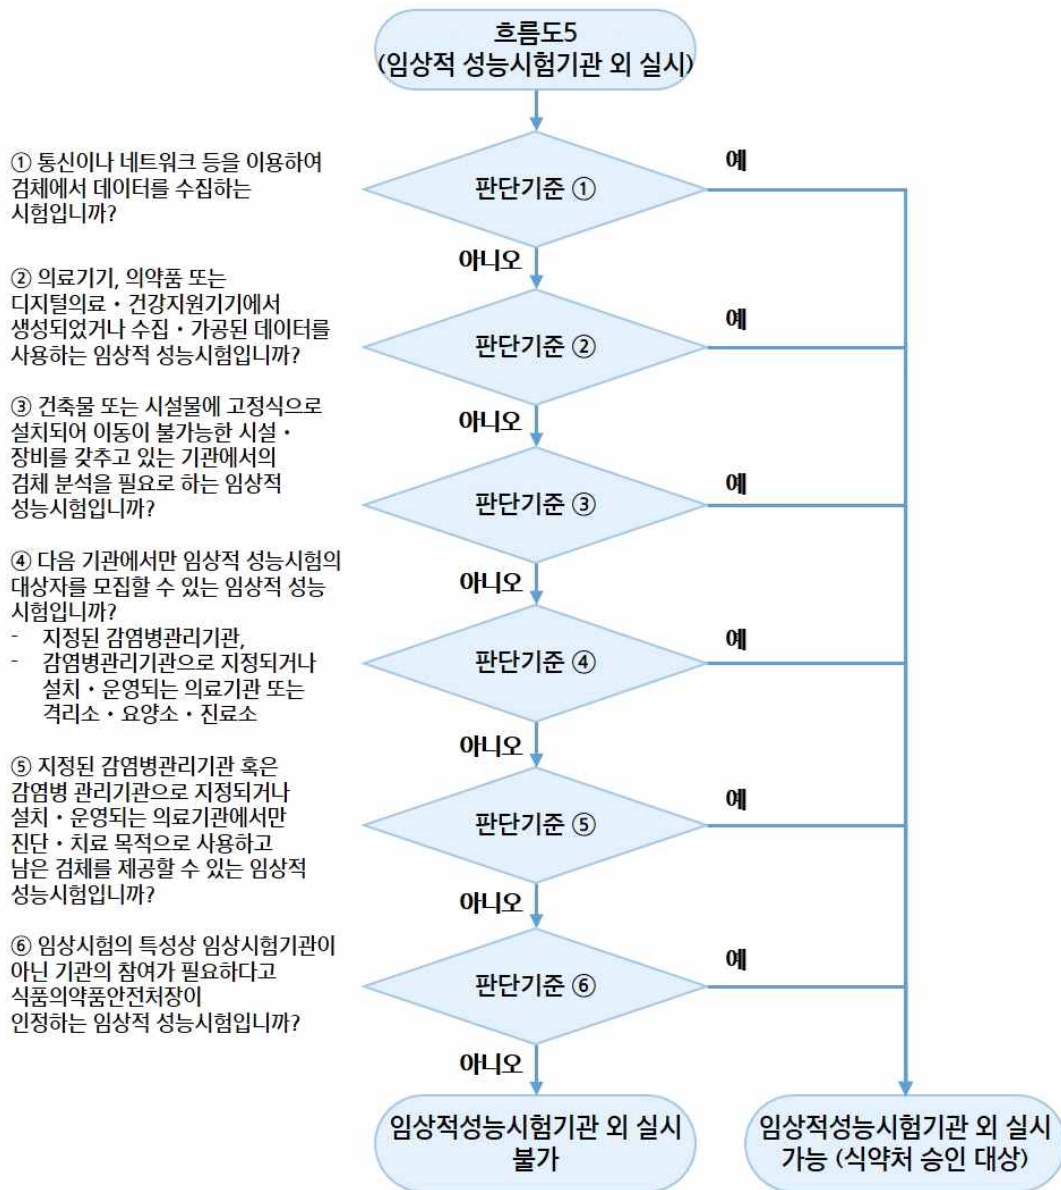 흐름도5
(임상적 성능시험기관 외 실시)
① 통신이나 네트워크 등을 이용하여
검체에서 데이터를 수집하는
시험입니까?
판단기준 ①
예
아니오
② 의료기기, 의약품 또는
디지털의료・건강지원기기에서
생성되었거나 수집・가공된 데이터를
사용하는 임상적 성능시험입니까?
판단기준 ②
예
아니오
③ 건축물 또는 시설물에 고정식으로
설치되어 이동이 불가능한 시설・
장비를 갖추고 있는 기관에서의
검체 분석을 필요로 하는 임상적
성능시험입니까?
판단기준 ③
예
아니오
④ 다음 기관에서만 임상적 성능시험의
대상자를 모집할 수 있는 임상적 성능
시험입니까?
- 지정된 감염병관리기관,
- 감염병관리기관으로 지정되거나
설치・운영되는 의료기관 또는
격리소・요양소・진료소
판단기준 ④
예
아니오
⑤ 지정된 감염병관리기관 혹은
감염병 관리기관으로 지정되거나
설치・운영되는 의료기관에서만
진단・치료 목적으로 사용하고
남은 검체를 제공할 수 있는 임상적
성능시험입니까?
판단기준 ⑤
예
아니오
⑥ 임상시험의 특성상 임상시험기관이
아닌 기관의 참여가 필요하다고
식품의약품안전처장이
인정하는 임상적 성능시험입니까?
판단기준 ⑥
예
아니오
임상적성능시험기관 외 실시
불가
임상적성능시험기관 외 실시
가능 (식약처 승인 대상)